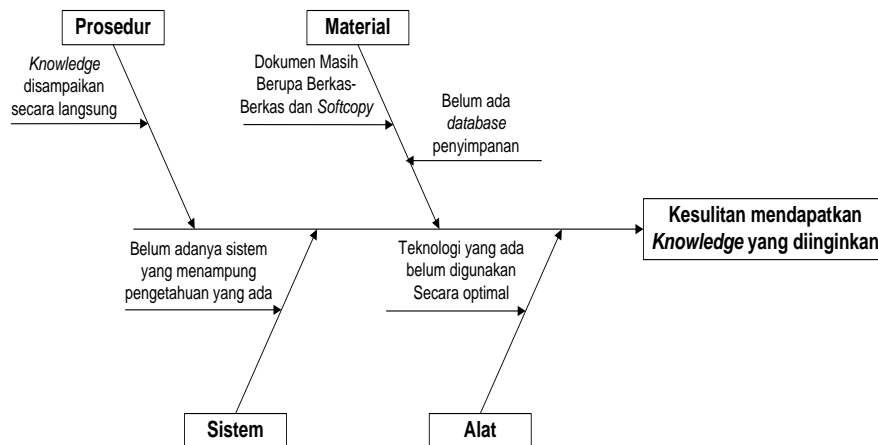 Prosedur
Material
Knowledge
disampaikan
secara langsung
Dokumen Masih
Berupa Berkas-
Berkas dan Softcopy
Belum ada
database
penyimpanan
Kesulitan mendapatkan
Knowledge yang diinginkan
Belum adanya sistem
yang menampung
pengetahuan yang ada
Teknologi yang ada
belum digunakan
Secara optimal
Sistem
Alat